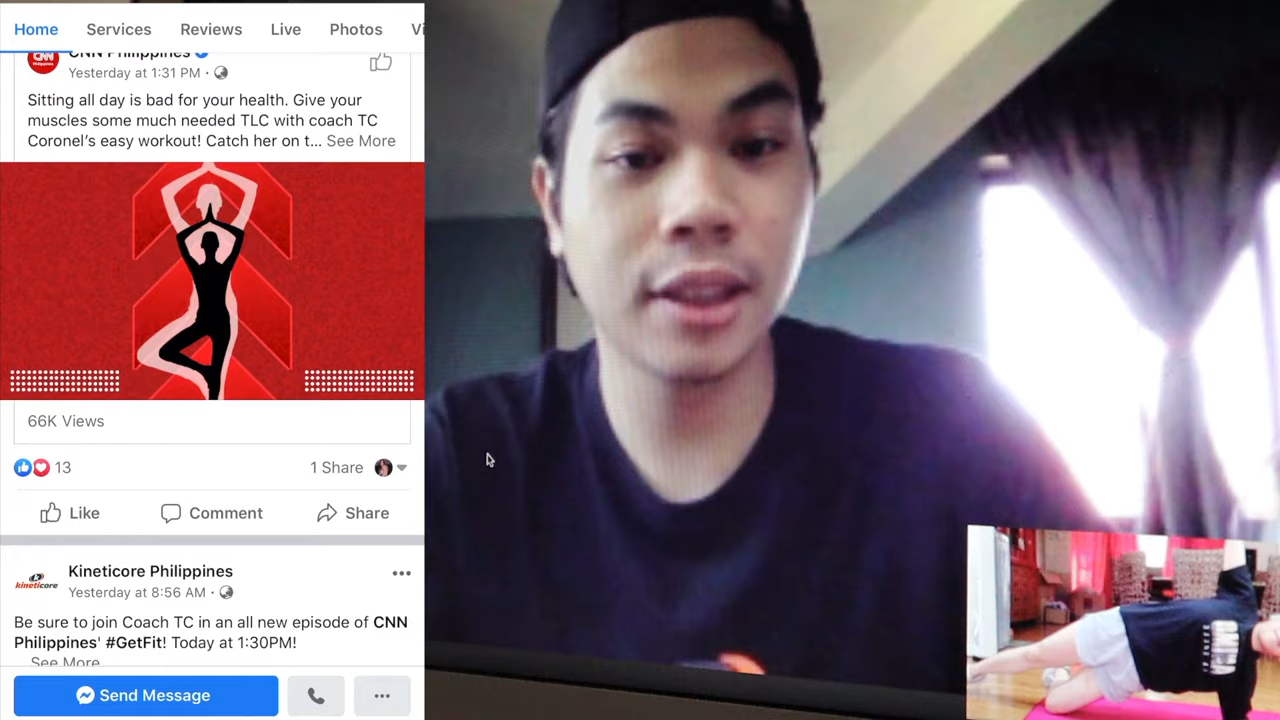 Home Services Reviews Live Photos Vi
CNN Philippines
Yesterday at 1:31 PM ·
Sitting all day is bad for your health. Give your
muscles some much needed TLC with coach TC
Coronel's easy workout! Catch her on t... See More
66K Views
13 1 Share
Like Comment Share
kineticore
Kineticore Philippines
Yesterday at 8:56 AM ·
Be sure to join Coach TC in an all new episode of CNN
Philippines' #GetFit! Today at 1:30PM!
See More
Send Message